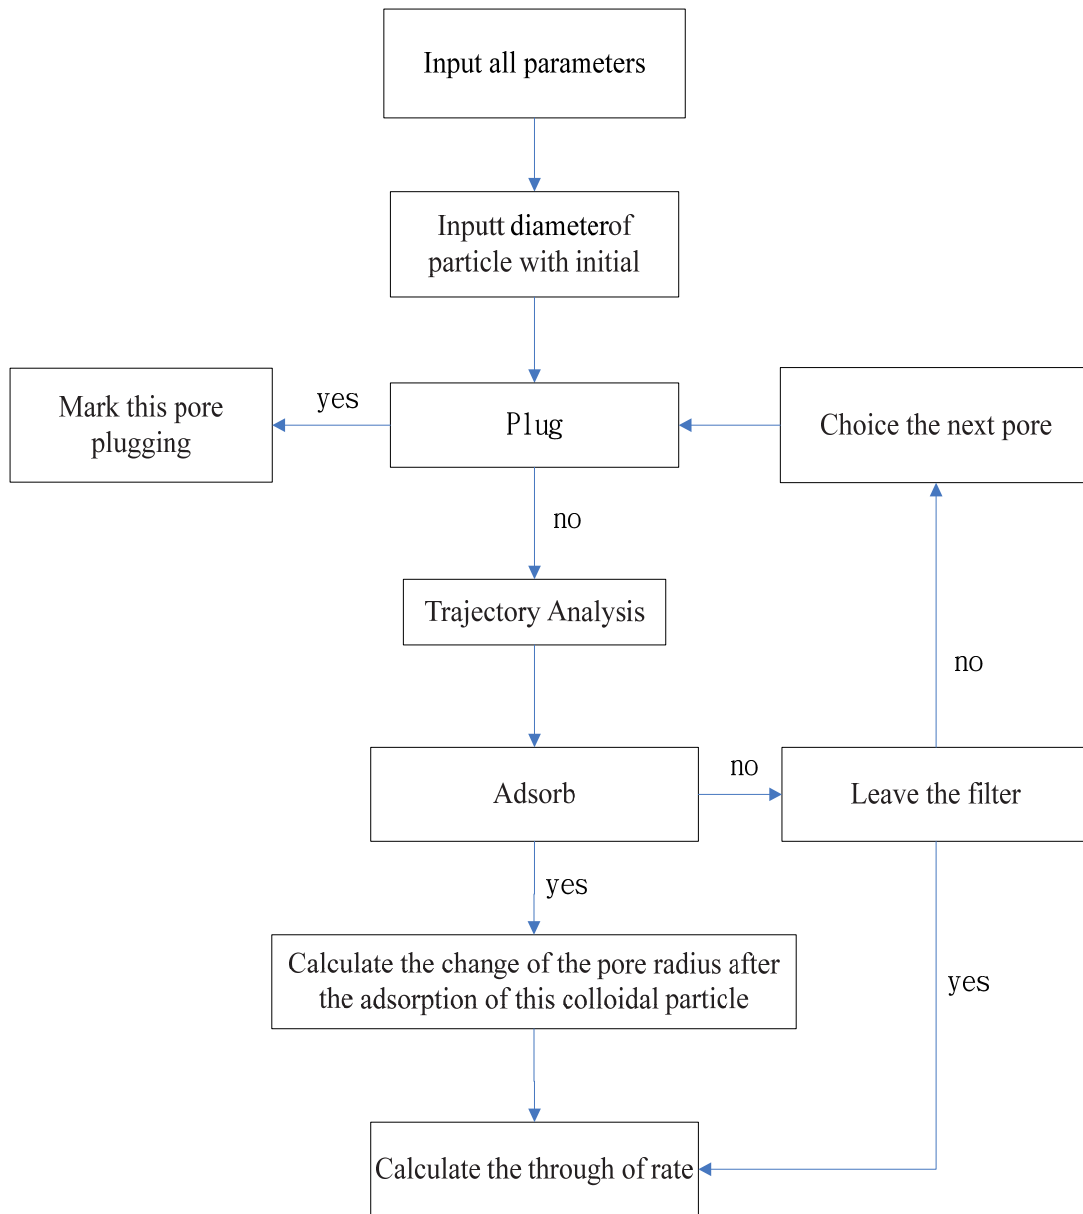 Input all parameters
Inputt diameterof
particle with initial
Mark this pore
plugging
yes
Plug
Choice the next pore
no
Trajectory Analysis
no
Adsorb
no
Leave the filter
yes
Calculate the change of the pore radius after
the adsorption of this colloidal particle
yes
Calculate the through of rate